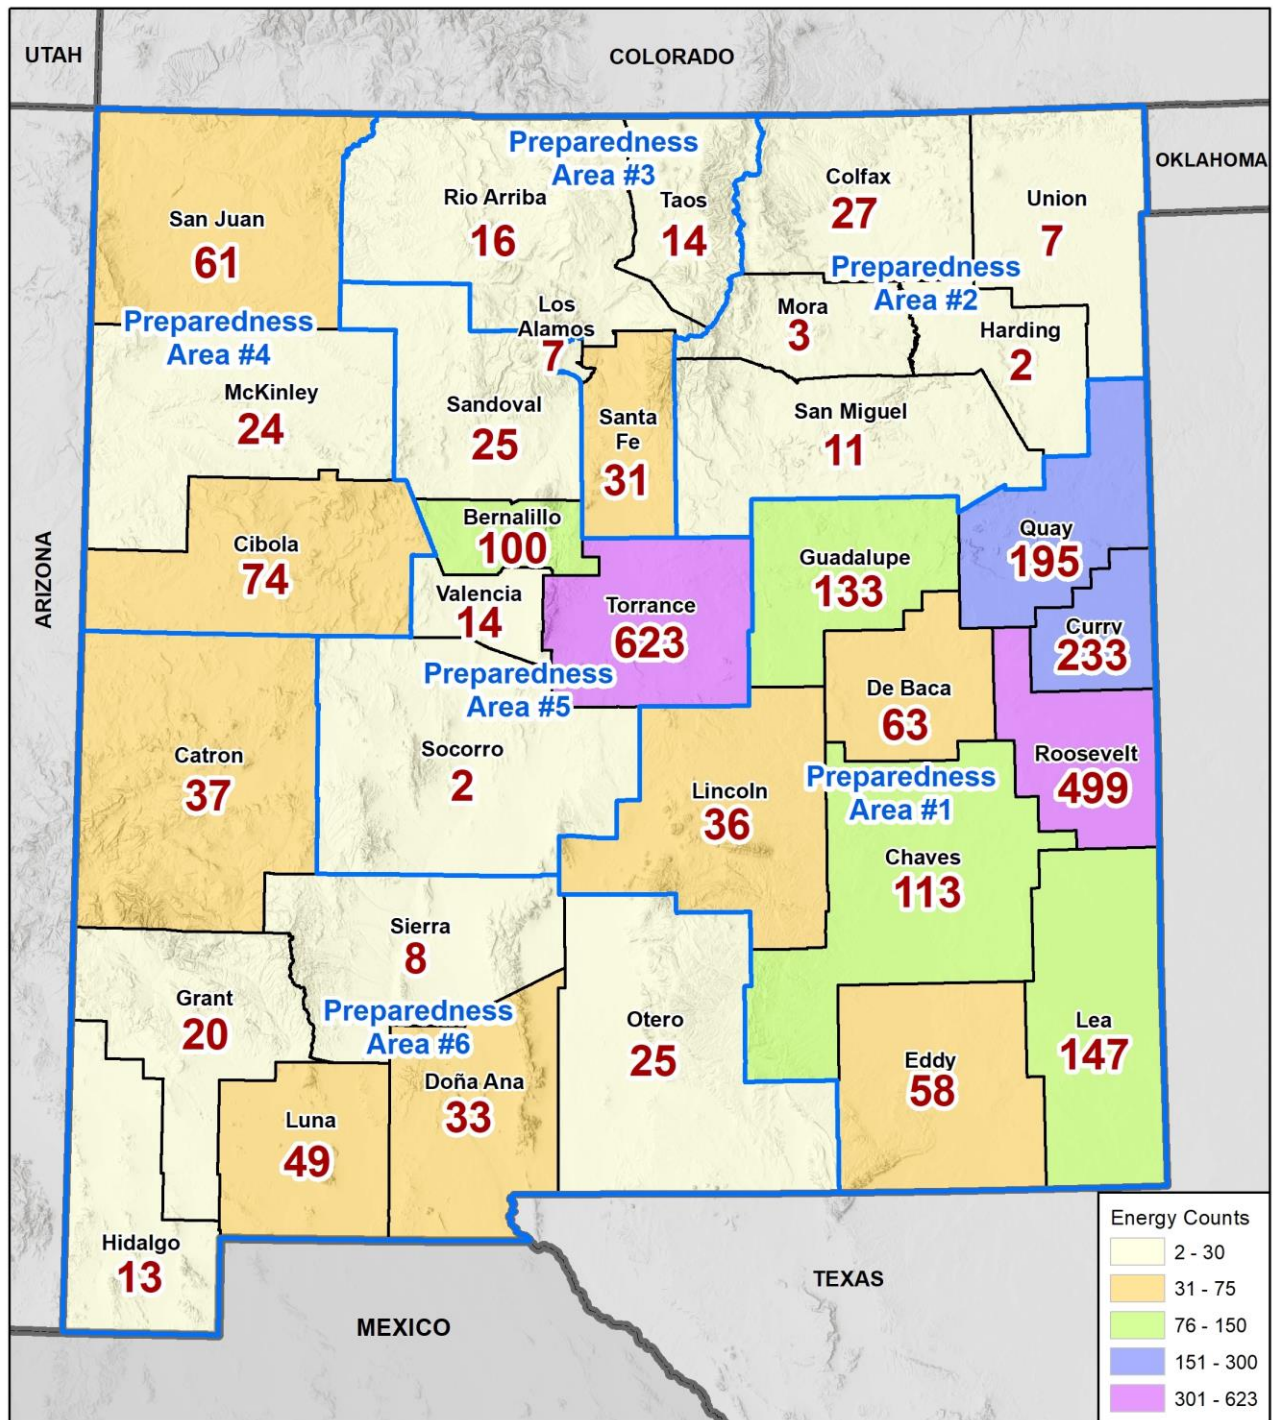 UTAH
COLORADO
OKLAHOMA
ARIZONA
San Juan
61
Preparedness
Area #3
Rio Arriba
16
Taos
14
Colfax
27
Union
7
Preparedness
Area #2
Mora
3
Harding
2
Los
Alamos
7
Preparedness
Area #4
McKinley
24
Sandoval
25
Santa
Fe
31
San Miguel
11
Cibola
74
Bernalillo
100
Valencia
14
Torrance
623
Guadalupe
133
Quay
195
Curry
233
Preparedness
Area #5
De Baca
63
Catron
37
Socorro
2
Lincoln
36
Preparedness
Area #1
Roosevelt
499
Chaves
113
Sierra
8
Grant
20
Preparedness
Area #6
Doña Ana
33
Otero
25
Eddy
58
Lea
147
Luna
49
Hidalgo
13
MEXICO
TEXAS
Energy Counts
2 - 30
31 - 75
76 - 150
151 - 300
301 - 623